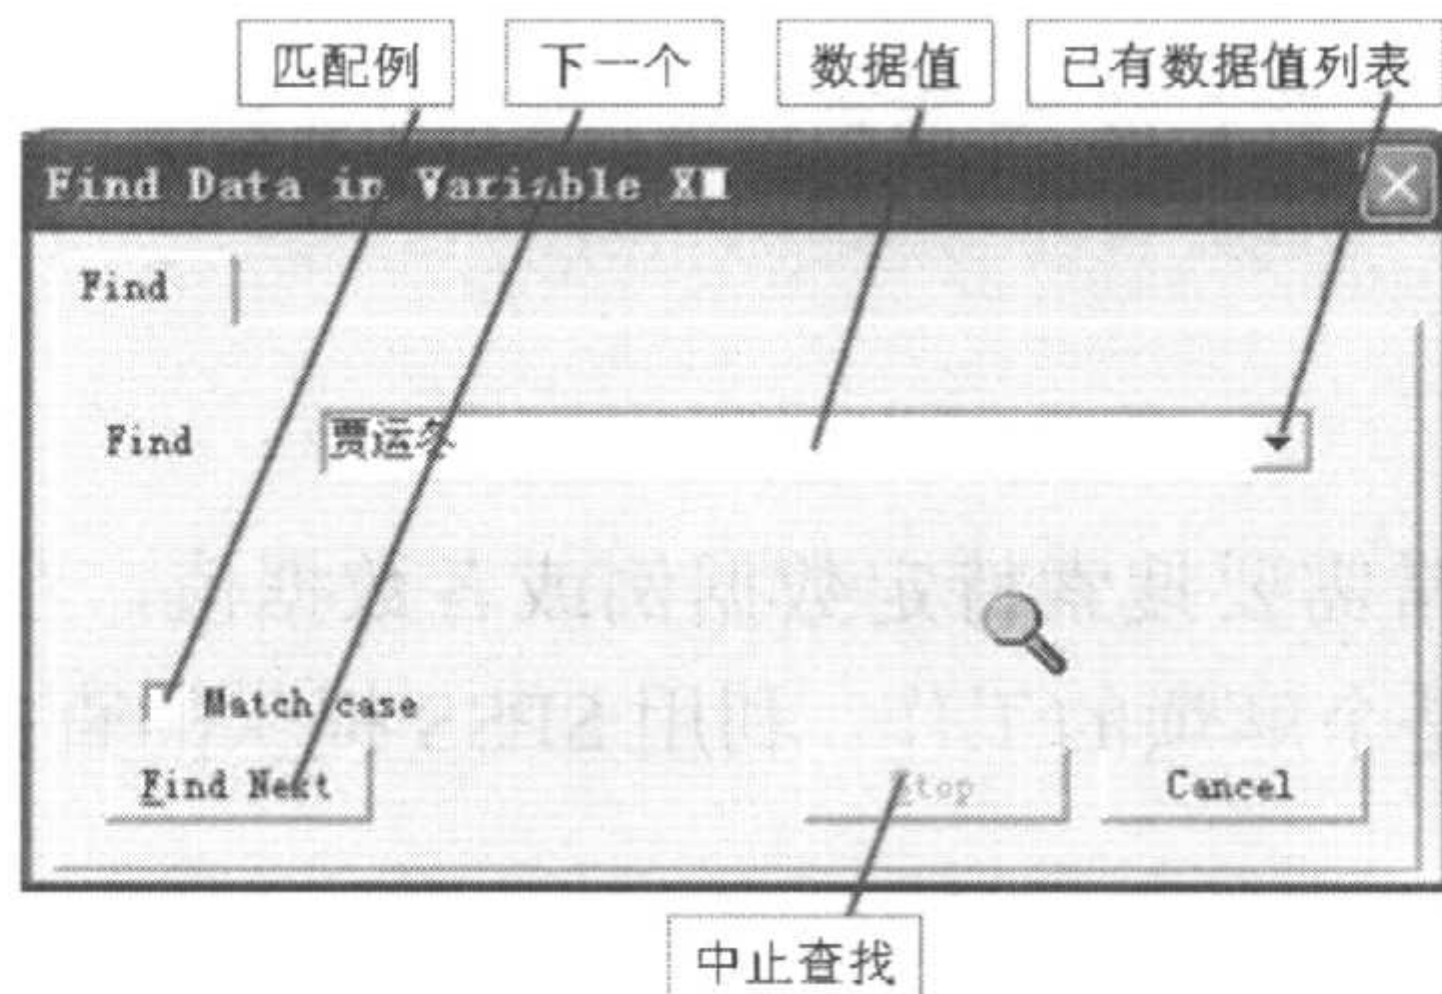 匹配例 下一个 数据值 已有数据值列表
Find Data in Variable XM
Find
Find 贾运冬
Match case
Find Next Stop Cancel
中止查找